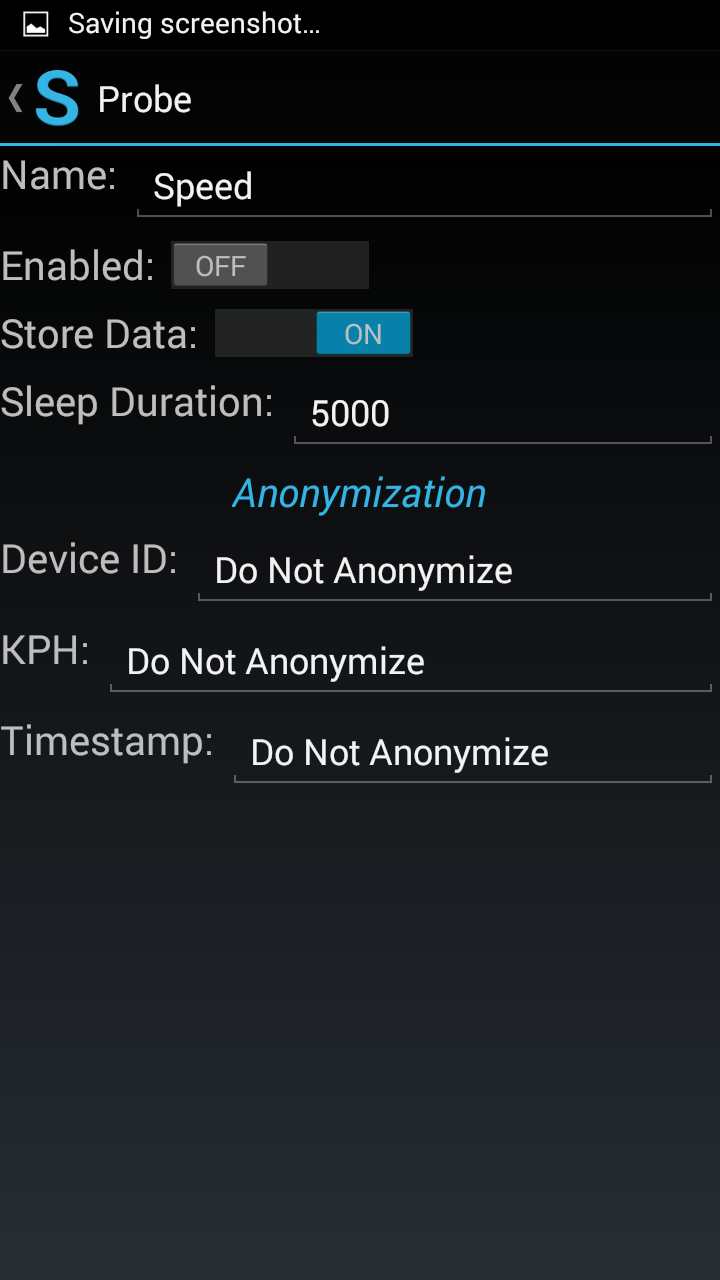 Saving screenshot...
S Probe
Name: Speed
Enabled: OFF
Store Data: ON
Sleep Duration: 5000
Anonymization
Device ID: Do Not Anonymize
KPH: Do Not Anonymize
Timestamp: Do Not Anonymize